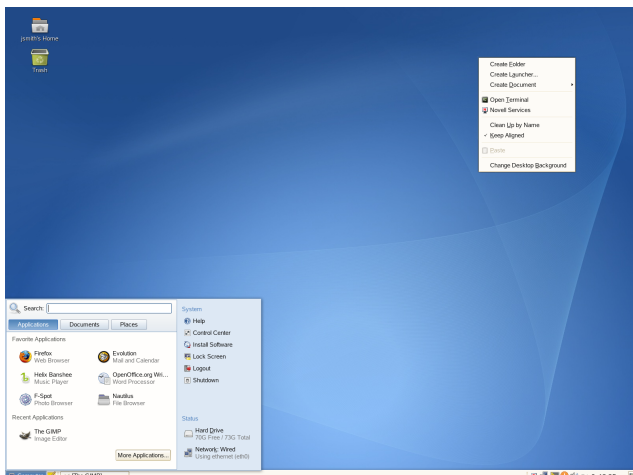 jsmith's Home
Trash
Create Folder
Create Launcher...
Create Document
Open Terminal
Novell Services
Clean Up by Name
Keep Aligned
Paste
Change Desktop Background
Search:
Applications
Documents
Places
Favorite Applications
Firefox
Web Browser
Evolution
Mail and Calendar
Helix Banshee
Music Player
OpenOffice.org Wri...
Word Processor
F-Spot
Photo Browser
Nautilus
File Browser
Recent Applications
The GIMP
Image Editor
More Applications...
System
Help
Control Center
Install Software
Lock Screen
Logout
Shutdown
Status
Hard Drive
70G Free / 73G Total
Network: Wired
Using ethernet (eth0)